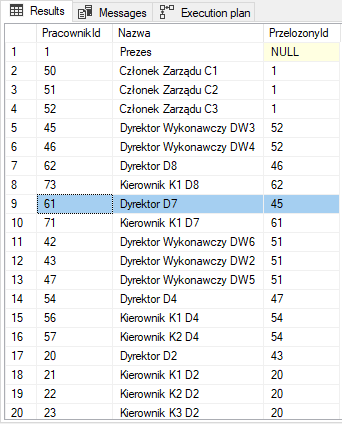 Results Messages Execution plan
PracownikId Nazwa PrzelozonyId
1 1 Prezes NULL
2 50 Członek Zarządu C1 1
3 51 Członek Zarządu C2 1
4 52 Członek Zarządu C3 1
5 45 Dyrektor Wykonawczy DW3 52
6 46 Dyrektor Wykonawczy DW4 52
7 62 Dyrektor D8 46
8 73 Kierownik K1 D8 62
9 61 Dyrektor D7 45
10 71 Kierownik K1 D7 61
11 42 Dyrektor Wykonawczy DW6 51
12 43 Dyrektor Wykonawczy DW2 51
13 47 Dyrektor Wykonawczy DW5 51
14 54 Dyrektor D4 47
15 56 Kierownik K1 D4 54
16 57 Kierownik K2 D4 54
17 20 Dyrektor D2 43
18 21 Kierownik K1 D2 20
19 22 Kierownik K2 D2 20
20 23 Kierownik K3 D2 20